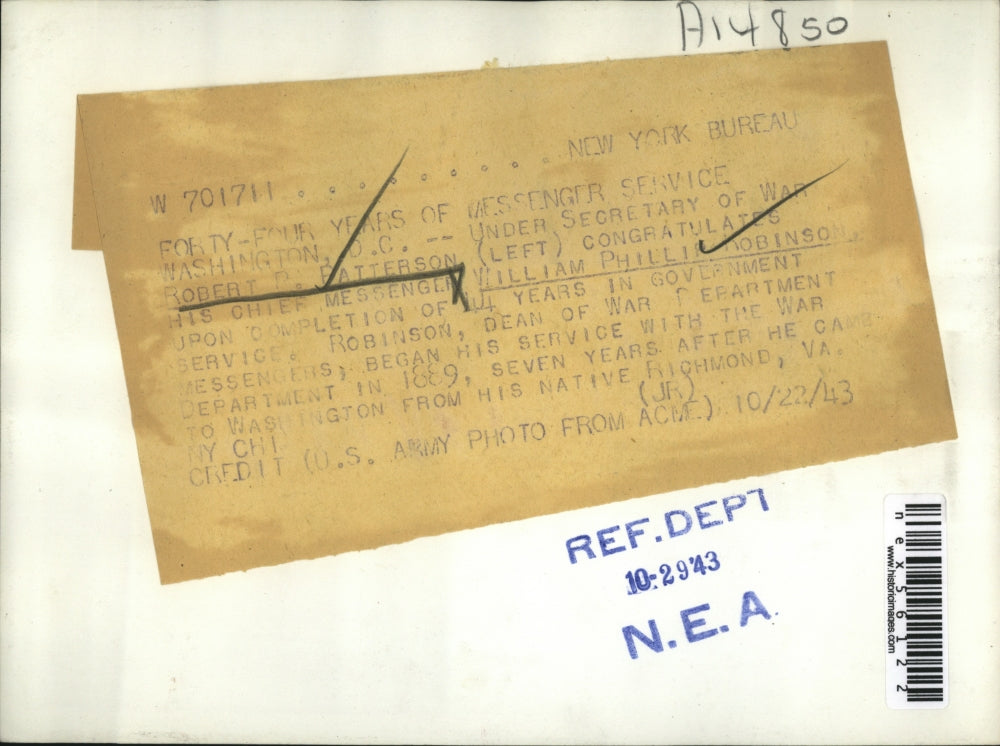 A14850
W 701711 . . . . . . . . . NEW YORK BUREAU
FORTY-FOUR YEARS OF MESSENGER SERVICE
WASHINGTON, D.C. -- UNDER SECRETARY OF WAR
ROBERT P. PATTERSON (LEFT) CONGRATULATES
HIS CHIEF MESSENGER WILLIAM PHILLIP ROBINSON,
UPON COMPLETION OF 44 YEARS IN GOVERNMENT
SERVICE. ROBINSON, DEAN OF WAR DEPARTMENT
MESSENGERS, BEGAN HIS SERVICE WITH THE WAR
DEPARTMENT IN 1889, SEVEN YEARS AFTER HE CAME
TO WASHINGTON FROM HIS NATIVE RICHMOND, VA.
NY CHI (JR)
CREDIT (U.S. ARMY PHOTO FROM ACME) 10/22/43
REF. DEPT
10-29'43
N.E.A.
nex56122
www.historicimages.com